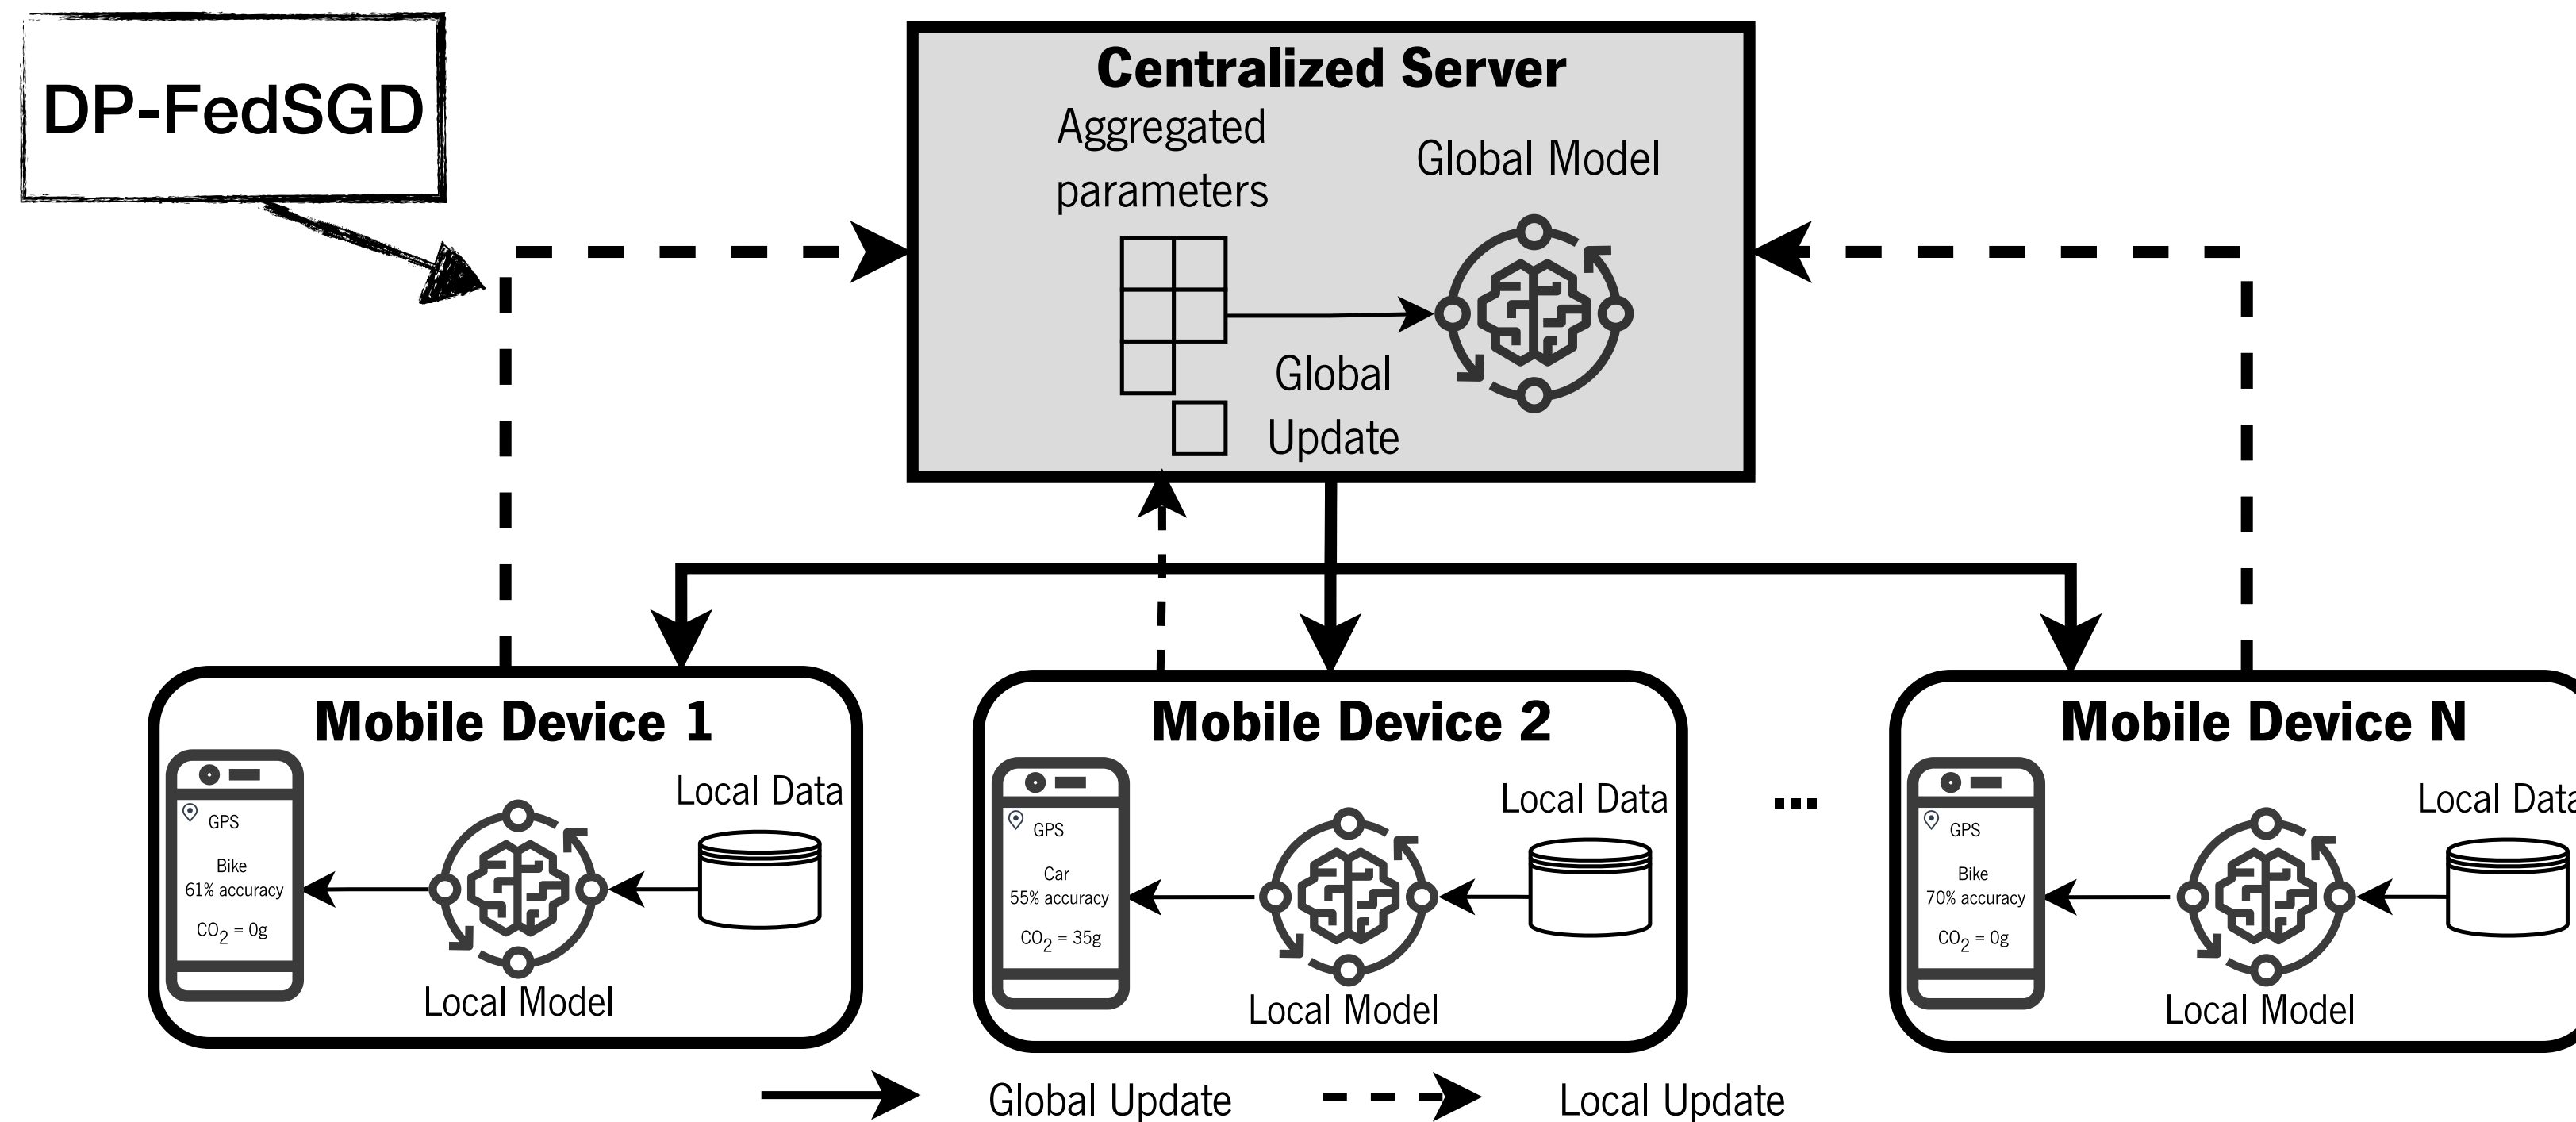 DP-FedSGD
Centralized Server
Aggregated
parameters
Global Model
Global
Update
Mobile Device 1
Local Data
GPS
Bike
61% accuracy
CO2 = 0g
Local Model
Mobile Device 2
Local Data
GPS
Car
55% accuracy
CO2 = 35g
Local Model
...
Mobile Device N
Local Data
GPS
Bike
70% accuracy
CO2 = 0g
Local Model
Global Update
Local Update